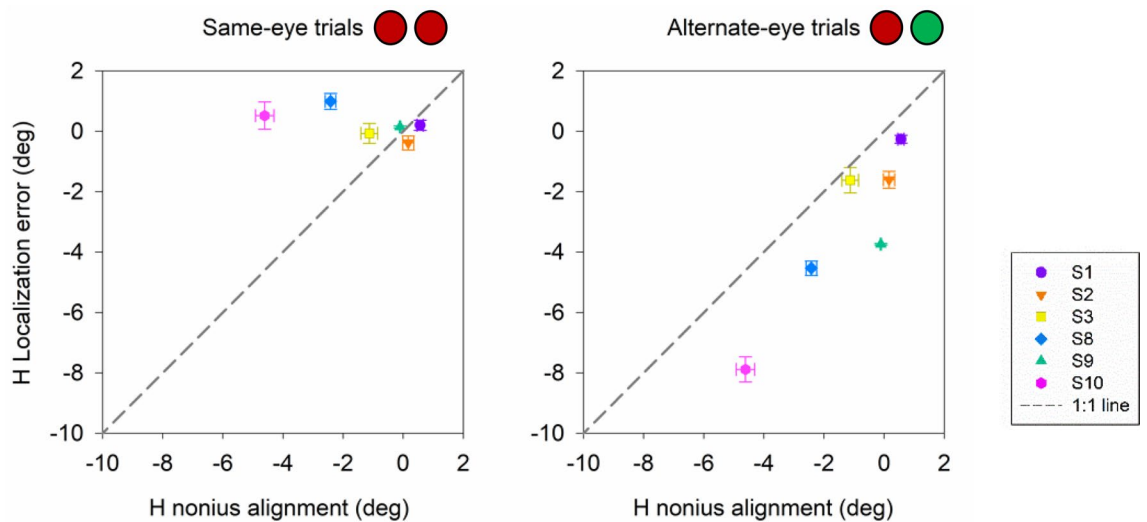 Same-eye trials
Alternate-eye trials
H Localization error (deg)
2
0
-2
-4
-6
-8
-10
-10 -8 -6 -4 -2 0 2
H nonius alignment (deg)
2
0
-2
-4
-6
-8
-10
-10 -8 -6 -4 -2 0 2
H nonius alignment (deg)
S1
S2
S3
S8
S9
S10
1:1 line